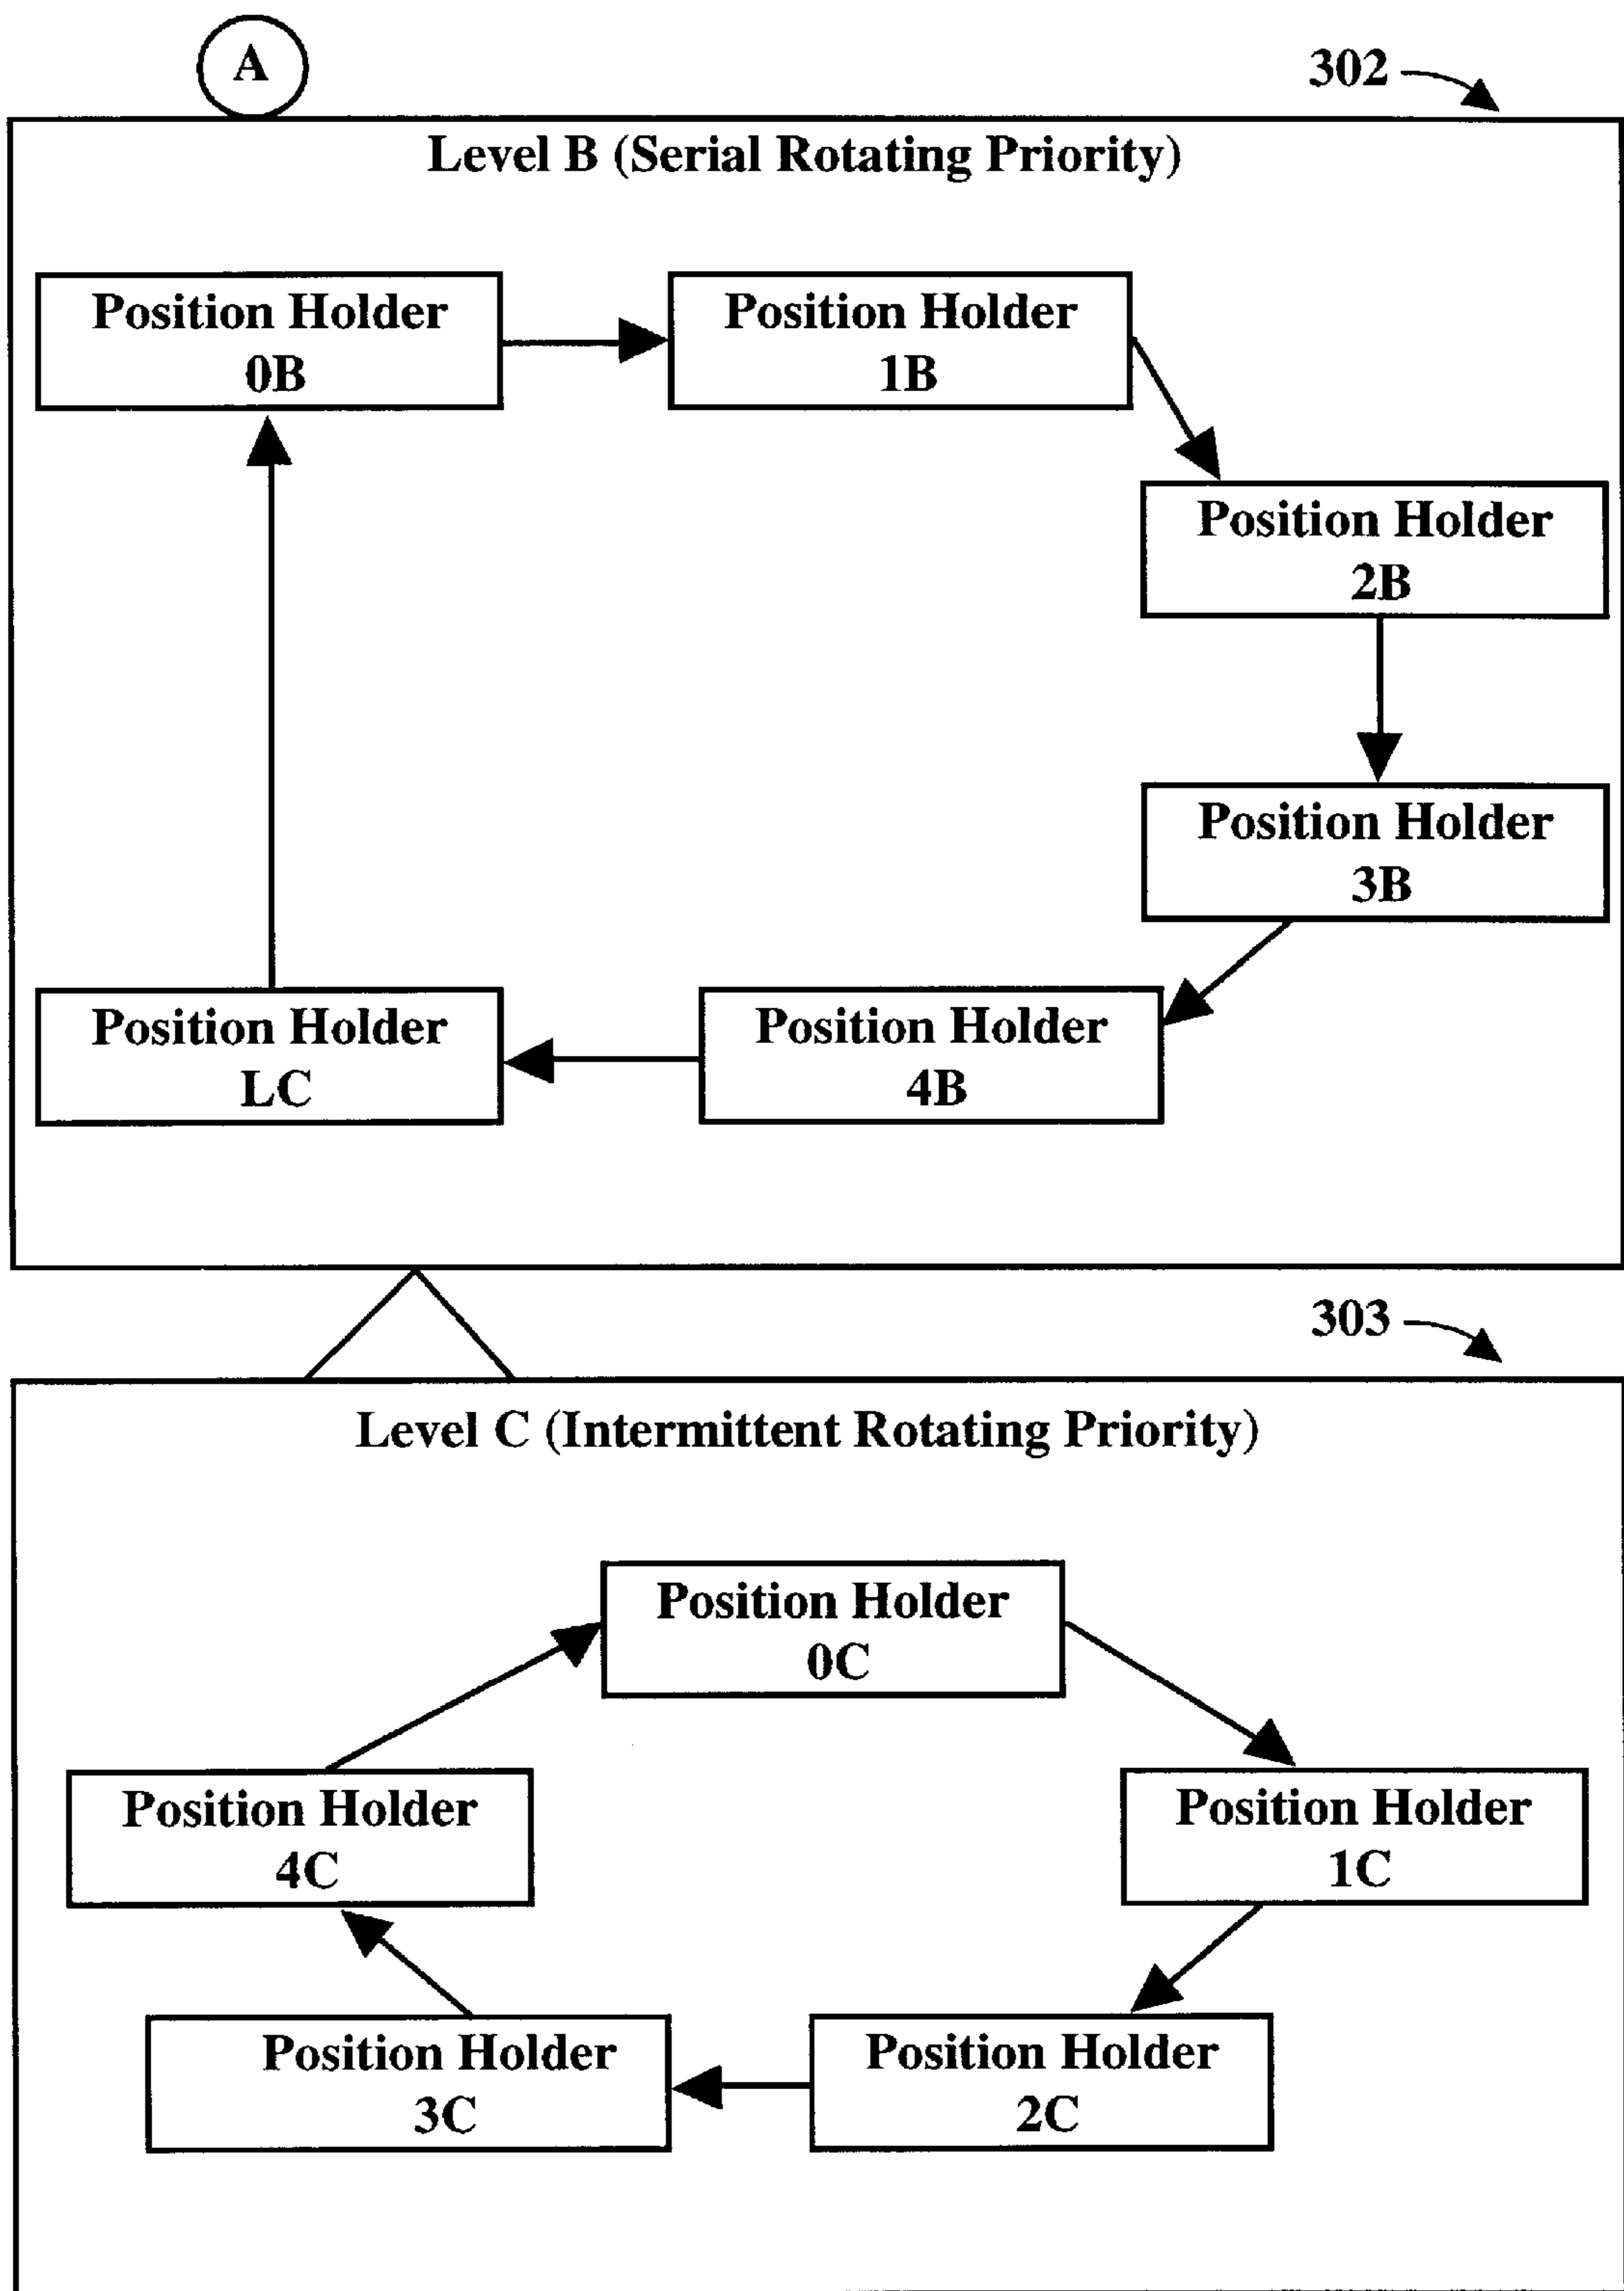 A
302
Level B (Serial Rotating Priority)
Position Holder
0B
Position Holder
1B
Position Holder
2B
Position Holder
3B
Position Holder
LC
Position Holder
4B
303
Level C (Intermittent Rotating Priority)
Position Holder
0C
Position Holder
4C
Position Holder
1C
Position Holder
3C
Position Holder
2C